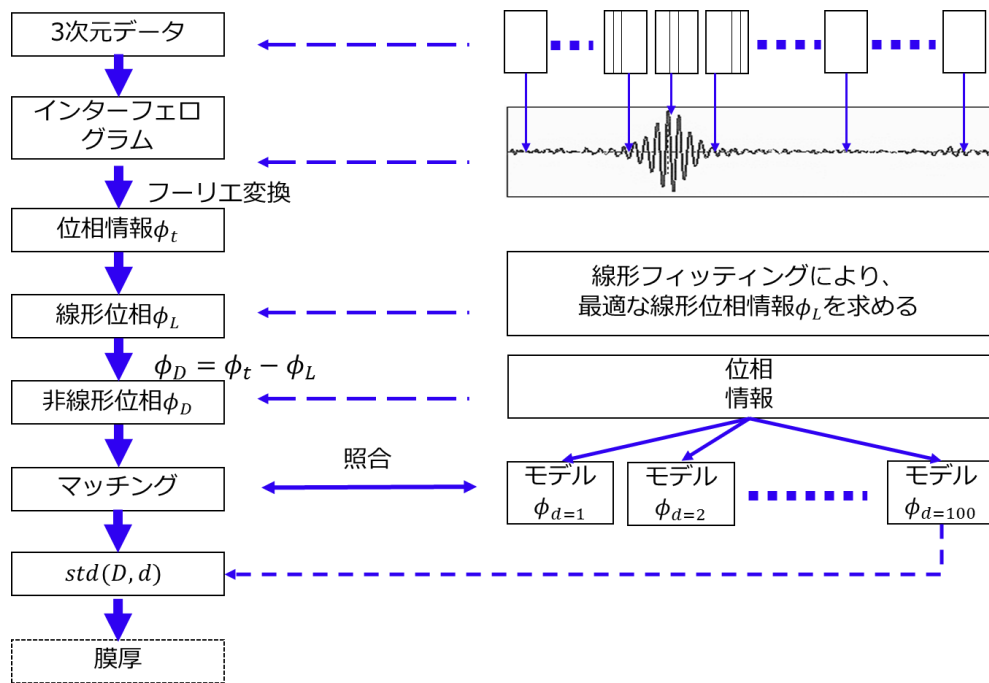 3次元データ
インターフェロ
グラム
フーリエ変換
位相情報ϕt
線形位相ϕL
ϕD = ϕt − ϕL
非線形位相ϕD
マッチング
std(D, d)
膜厚
線形フィッティングにより、
最適な線形位相情報ϕLを求める
位相
情報
照合
モデル
ϕd=1
モデル
ϕd=2
モデル
ϕd=100